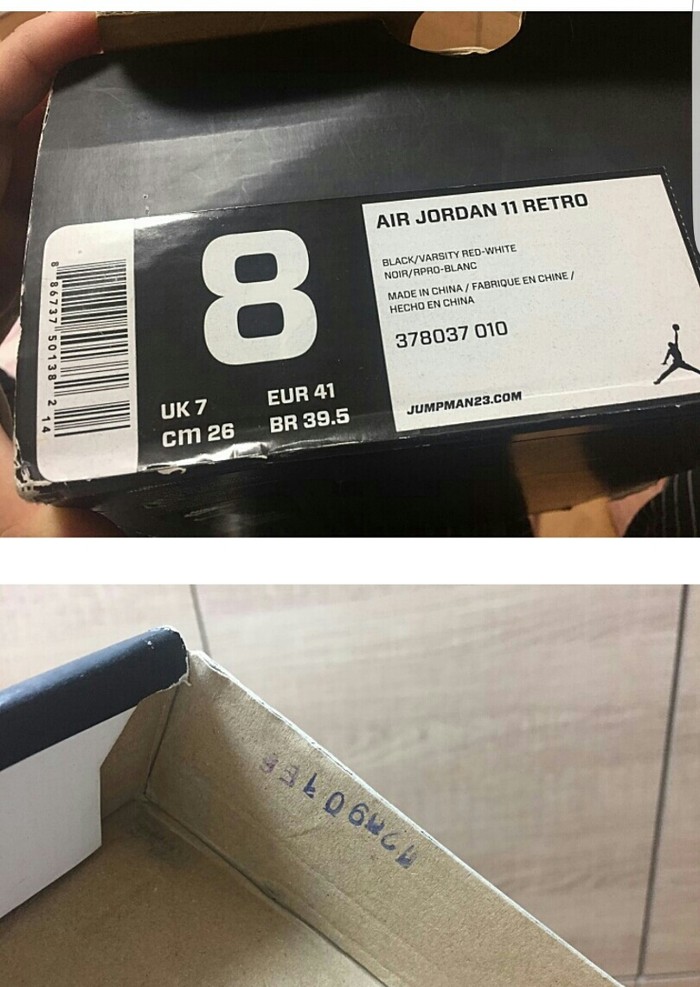 AIR JORDAN 11 RETRO
BLACK/VARSITY RED-WHITE
NOIR/RPRO-BLANC
MADE IN CHINA / FABRIQUE EN CHINE /
HECHO EN CHINA
378037 010
JUMPMAN23.COM
8
UK 7 EUR 41
cm 26 BR 39.5
8 86737 50138 2 14